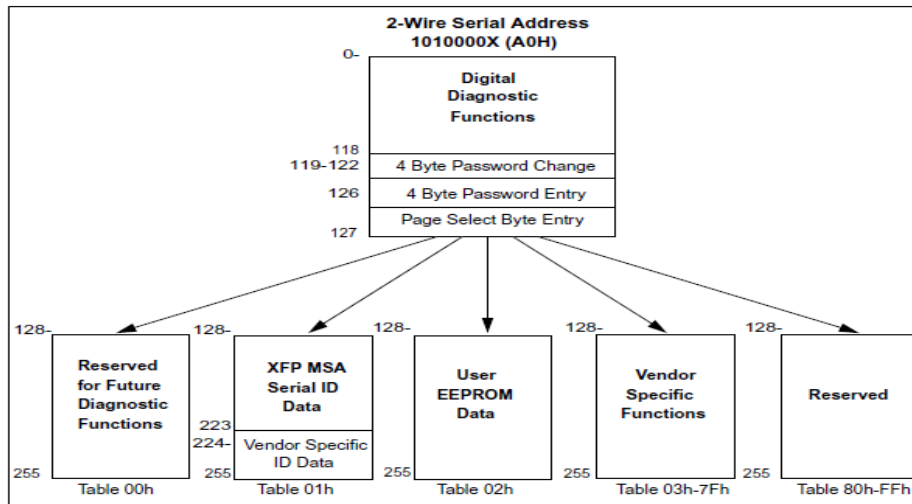 2-Wire Serial Address
1010000X (A0H)
0-
Digital
Diagnostic
Functions
118
119-122
4 Byte Password Change
126
4 Byte Password Entry
Page Select Byte Entry
127
128-
Reserved
for Future
Diagnostic
Functions
255
Table 00h
128-
XFP MSA
Serial ID
Data
223
224-
Vendor Specific
ID Data
255
Table 01h
128-
User
EEPROM
Data
255
Table 02h
128-
Vendor
Specific
Functions
255
Table 03h-7Fh
128-
Reserved
255
Table 80h-FFh